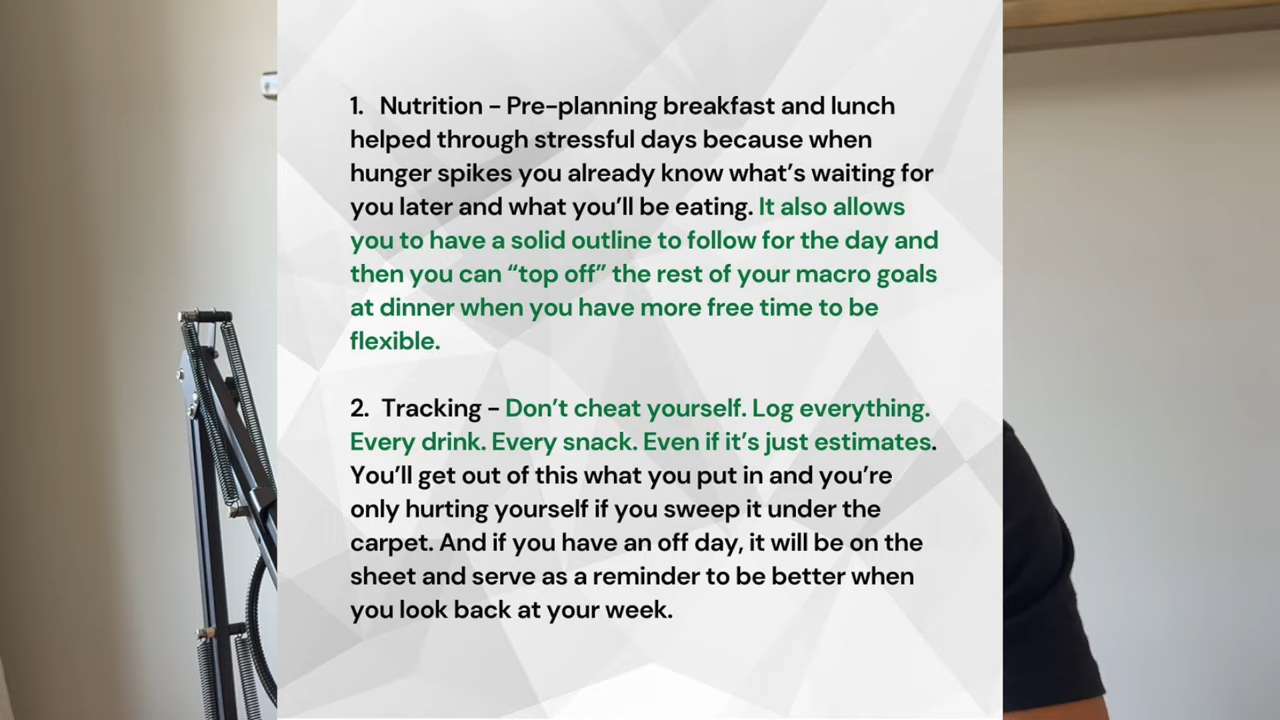 1. Nutrition – Pre-planning breakfast and lunch
helped through stressful days because when
hunger spikes you already know what’s waiting for
you later and what you’ll be eating. It also allows
you to have a solid outline to follow for the day and
then you can “top off” the rest of your macro goals
at dinner when you have more free time to be
flexible.
2. Tracking – Don’t cheat yourself. Log everything.
Every drink. Every snack. Even if it’s just estimates.
You’ll get out of this what you put in and you’re
only hurting yourself if you sweep it under the
carpet. And if you have an off day, it will be on the
sheet and serve as a reminder to be better when
you look back at your week.